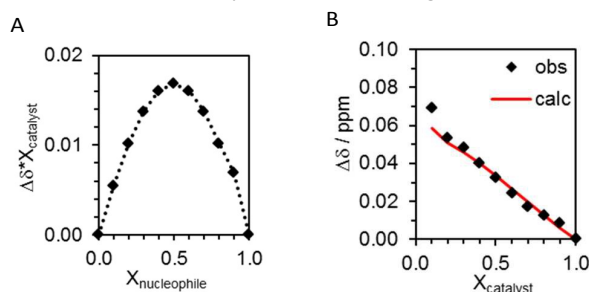 A
B
0.02
0.01
0.00
Δδ*Xcatalyst
0.0 0.5 1.0
Xnucleophile
0.10
0.08
0.06
0.04
0.02
0.00
Δδ / ppm
obs
calc
0.0 0.5 1.0
Xcatalyst